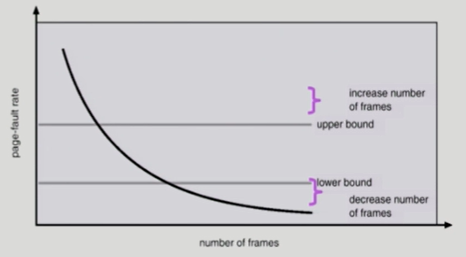 page-fault rate
increase number
of frames
upper bound
lower bound
decrease number
of frames
number of frames